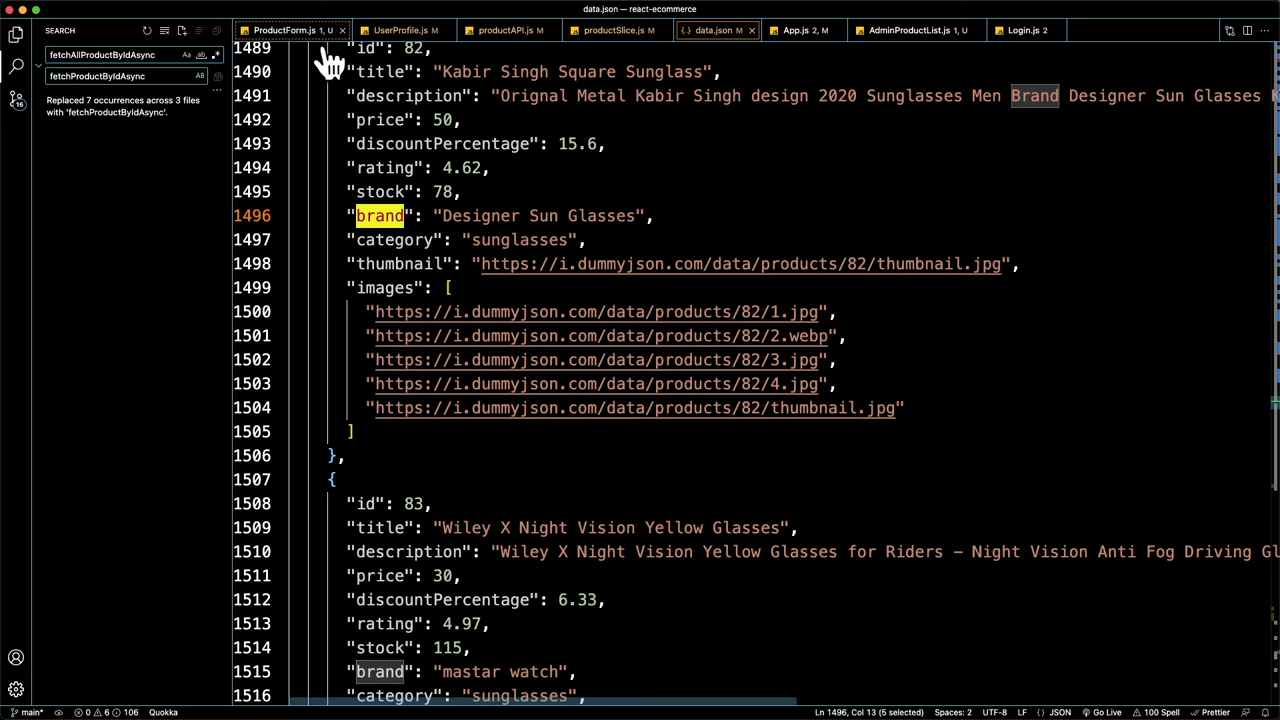 data.json — react-ecommerce
SEARCH
ProductForm.js 1, U
UserProfile.js M
productAPI.js M
productSlice.js M
{..} data.json M
App.js 2, M
AdminProductList.js 1, U
Login.js 2
fetchAllProductByIdAsync
Aa
fetchProductByIdAsync
AB
Replaced 7 occurrences across 3 files
with 'fetchProductByIdAsync'.
16
1489 "id": 82,
1490 "title": "Kabir Singh Square Sunglass",
1491 "description": "Orignal Metal Kabir Singh design 2020 Sunglasses Men Brand Designer Sun Glasses
1492 "price": 50,
1493 "discountPercentage": 15.6,
1494 "rating": 4.62,
1495 "stock": 78,
1496 "brand": "Designer Sun Glasses",
1497 "category": "sunglasses",
1498 "thumbnail": "https://i.dummyjson.com/data/products/82/thumbnail.jpg",
1499 "images": [
1500 "https://i.dummyjson.com/data/products/82/1.jpg",
1501 "https://i.dummyjson.com/data/products/82/2.webp",
1502 "https://i.dummyjson.com/data/products/82/3.jpg",
1503 "https://i.dummyjson.com/data/products/82/4.jpg",
1504 "https://i.dummyjson.com/data/products/82/thumbnail.jpg"
1505 ]
1506 },
1507 {
1508 "id": 83,
1509 "title": "Wiley X Night Vision Yellow Glasses",
1510 "description": "Wiley X Night Vision Yellow Glasses for Riders - Night Vision Anti Fog Driving Gl
1511 "price": 30,
1512 "discountPercentage": 6.33,
1513 "rating": 4.97,
1514 "stock": 115,
1515 "brand": "mastar watch",
1516 "category": "sunglasses",
main* 0 6 106 Quokka
Ln 1496, Col 13 (5 selected) Spaces: 2 UTF-8 LF {} JSON Go Live 100 Spell Prettier